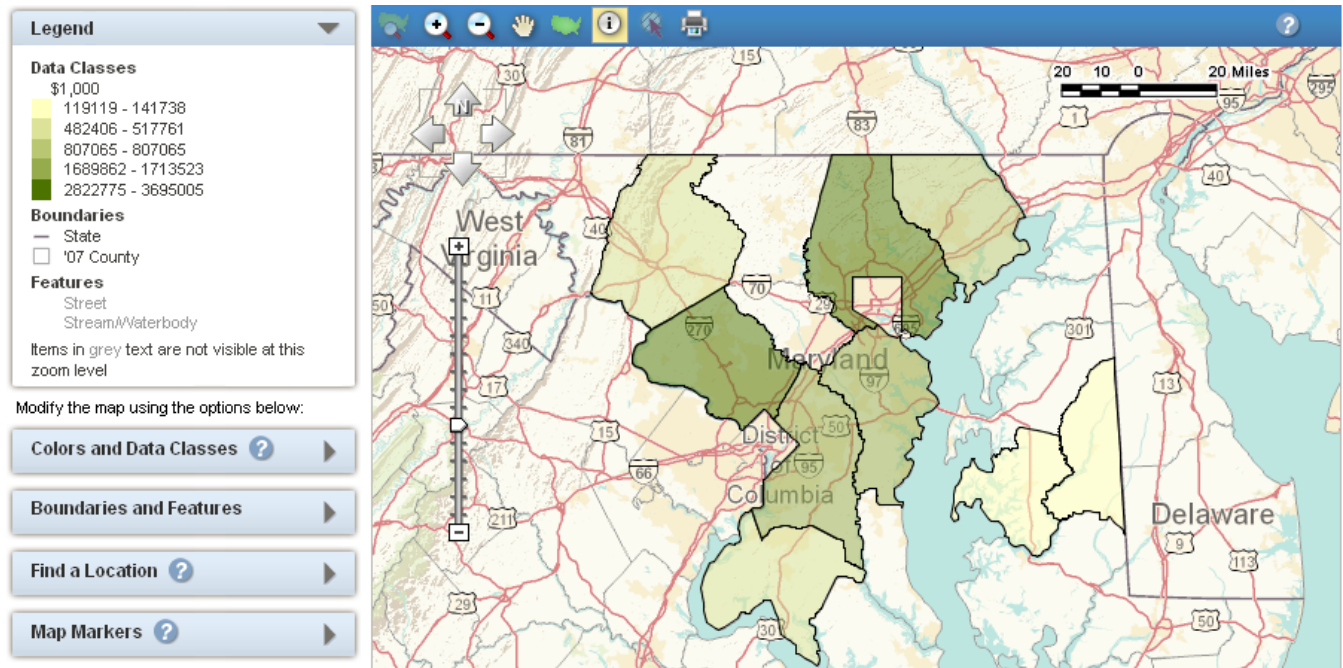 Legend
Data Classes
$1,000
119119 - 141738
482406 - 517761
807065 - 807065
1689862 - 1713523
2822775 - 3695005
Boundaries
State
'07 County
Features
Street
Stream/Waterbody
Items in grey text are not visible at this
zoom level
Modify the map using the options below:
Colors and Data Classes ?
Boundaries and Features
Find a Location ?
Map Markers ?
i
?
20 10 0 20 Miles
N
15
30
83
1
95
295
81
40
40
West
Virginia
70
29
11
50
270
301
340
Maryland
97
13
17
15
District
of
Columbia
50
95
66
211
Delaware
9
113
29
301
50